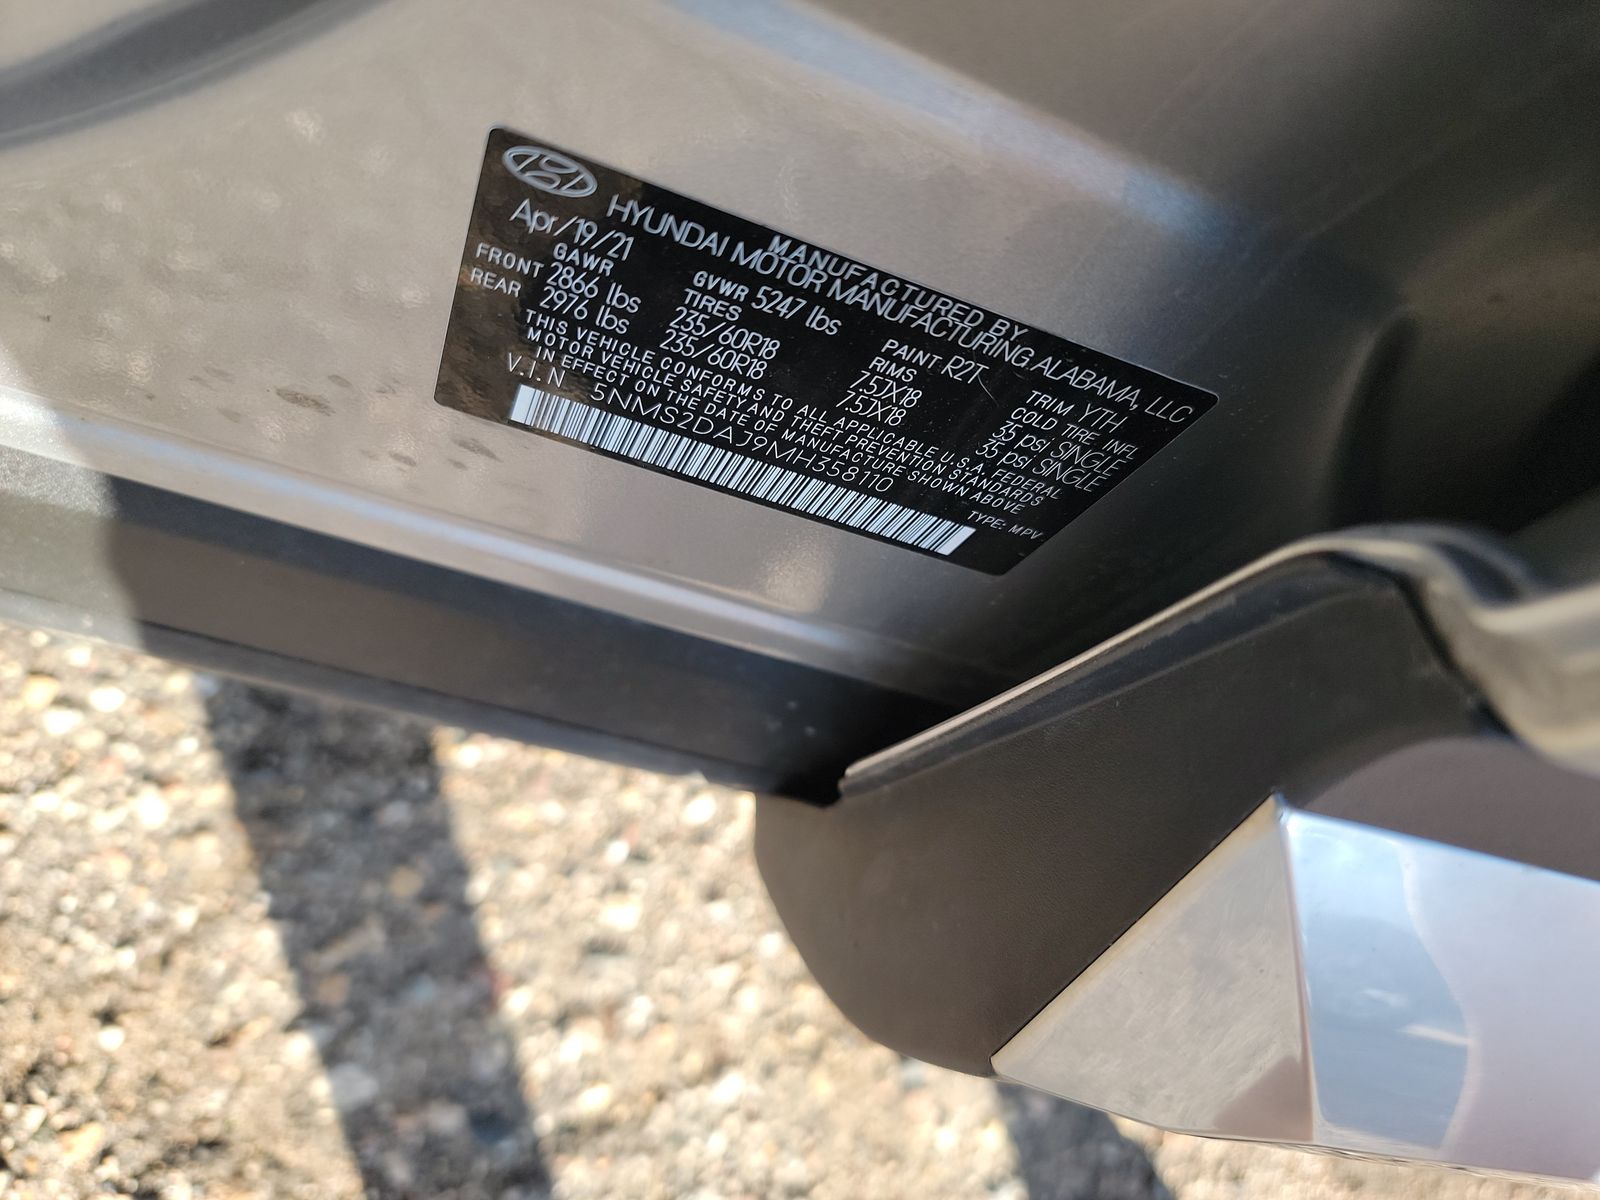 MANUFACTURED BY
HYUNDAI MOTOR MANUFACTURING ALABAMA, LLC
Apr/19/21 GVWR 5247 lbs PAINT R2T TRIM YTH
GAWR TIRES RIMS COLD TIRE INFL
FRONT 2866 lbs 235/60R18 7.5JX18 35 psi SINGLE
REAR 2976 lbs 235/60R18 7.5JX18 35 psi SINGLE
THIS VEHICLE CONFORMS TO ALL APPLICABLE U.S.A. FEDERAL
MOTOR VEHICLE SAFETY AND THEFT PREVENTION STANDARDS
IN EFFECT ON THE DATE OF MANUFACTURE SHOWN ABOVE
V.I.N 5NMS2DAJ9MH358110 TYPE: MPV